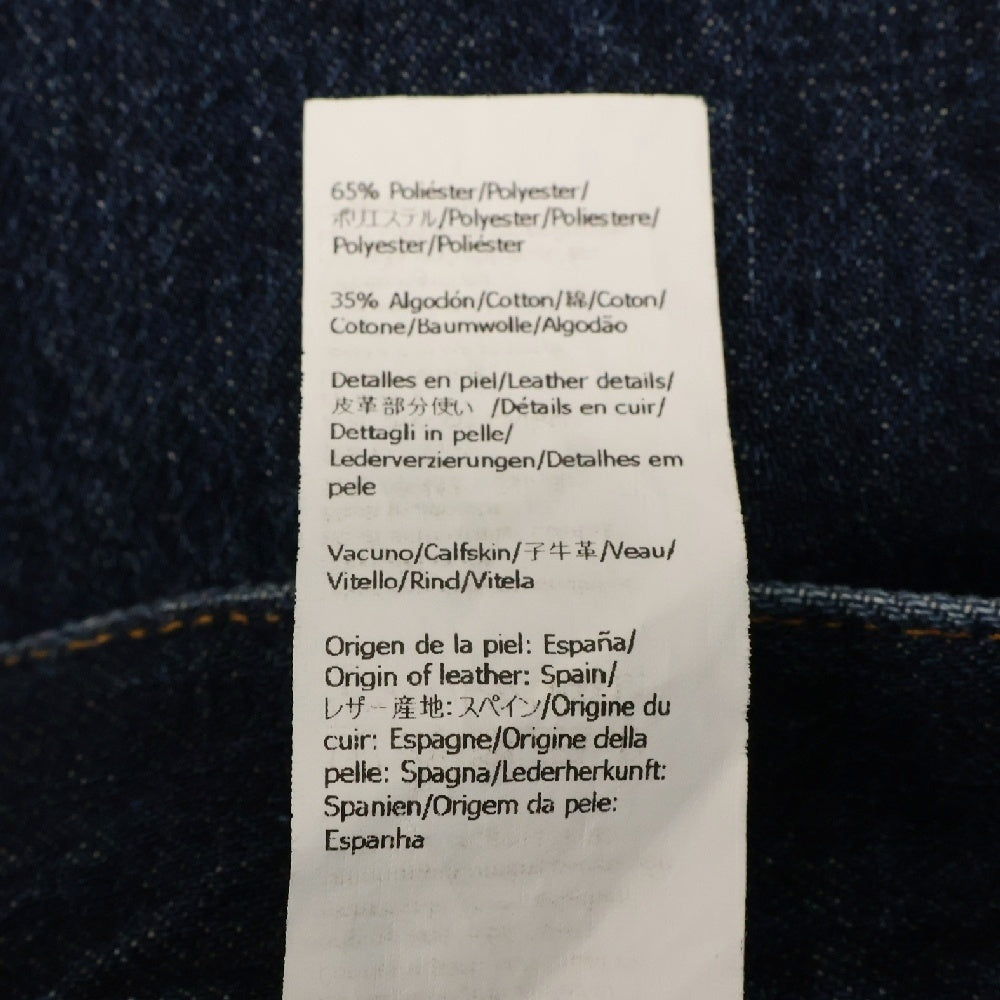 65% Poliéster/Polyester/
ポリエステル/Polyester/Poliestere/
Polyester/Poliéster
35% Algodón/Cotton/綿/Coton/
Cotone/Baumwolle/Algodão
Detalles en piel/Leather details/
皮革部分使い /Détails en cuir/
Dettagli in pelle/
Lederverzierungen/Detalhes em
pele
Vacuno/Calfskin/子牛革/Veau/
Vitello/Rind/Vitela
Origen de la piel: España/
Origin of leather: Spain/
レザー産地: スペイン/Origine du
cuir: Espagne/Origine della
pelle: Spagna/Lederherkunft:
Spanien/Origem da pele:
Espanha